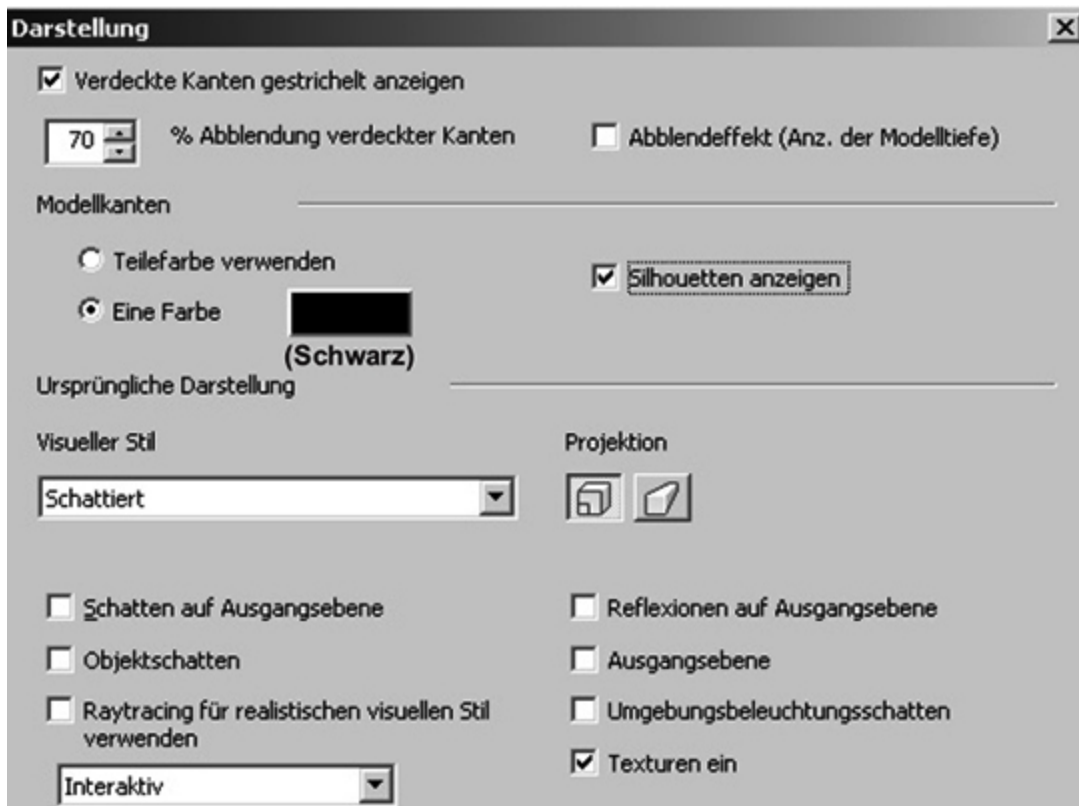 Darstellung
Verdeckte Kanten gestrichelt anzeigen
70 % Abblendung verdeckter Kanten
Abblendeffekt (Anz. der Modelltiefe)
Modellkanten
Teilefarbe verwenden
Silhouetten anzeigen
Eine Farbe
(Schwarz)
Ursprüngliche Darstellung
Visueller Stil
Projektion
Schattiert
Schatten auf Ausgangsebene
Reflexionen auf Ausgangsebene
Objektschatten
Ausgangsebene
Raytracing für realistischen visuellen Stil
verwenden
Umgebungsbeleuchtungsschatten
Texturen ein
Interaktiv